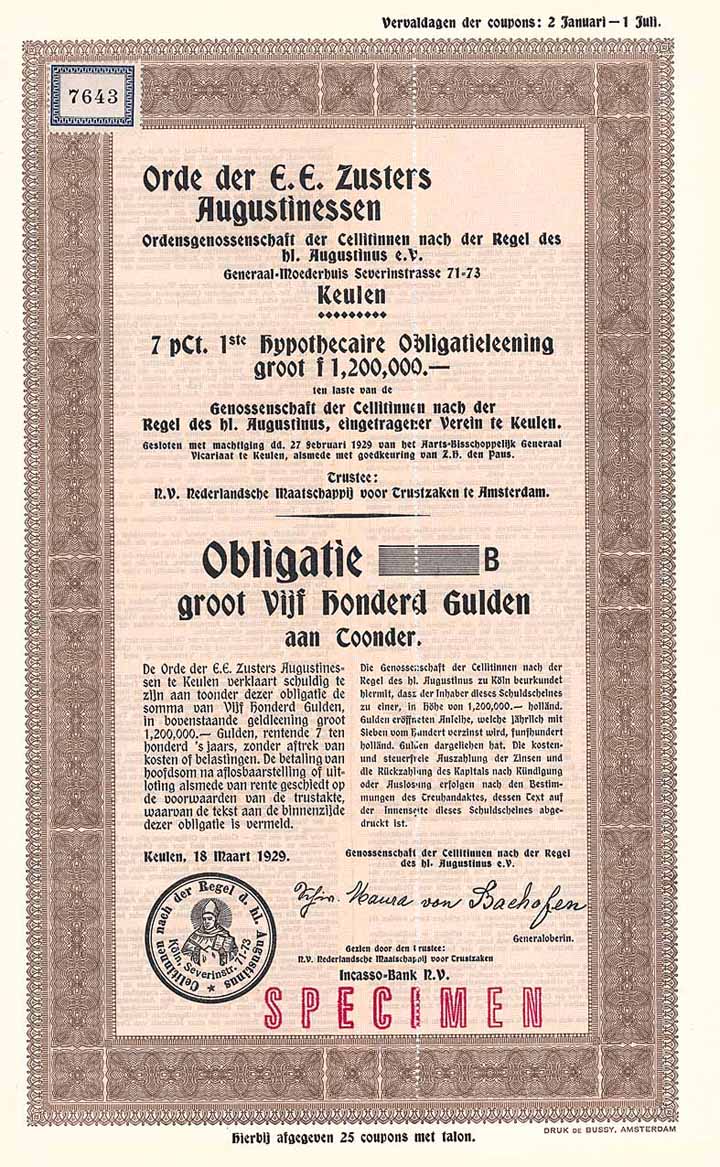 Vervaldagen der coupons: 2 Januari—1 Juli.
7643
Orde der E.E. Zusters
Augustinessen
Ordensgenossenschaft der Cellitinnen nach der Regel des
hl. Augustinus e.V.
Generaal-Moederhuis Severinstrasse 71-73
Keulen
7 pCt. 1ste Hypothecaire Obligatieleening
groot f 1,200,000.—
ten laste van de
Genossenschaft der Cellitinnen nach der
Regel des hl. Augustinus, eingetragener Verein te Keulen.
Gesloten met machtiging dd. 27 Februari 1929 van het Aarts-Bisschoppelijk Generaal
Vicariaat te Keulen, alsmede met goedkeuring van Z.H. den Paus.
Trustee:
N.V. Nederlandsche Maatschappij voor Trustzaken te Amsterdam.
Obligatie B
groot Vijf Honderd Gulden
aan Toonder.
De Orde der E.E. Zusters Augustines-
sen te Keulen verklaart schuldig te
zijn aan toonder dezer obligatie de
somma van Vijf Honderd Gulden,
in bovenstaande geldleening groot
1,200,000.— Gulden, rentende 7 ten
honderd 's jaars, zonder aftrek van
kosten of belastingen. De betaling van
hoofdsom na aflosbaarstelling of uit-
loting alsmede van rente geschiedt op
de voorwaarden van de trustakte,
waarvan de tekst aan de binnenzijde
dezer obligatie is vermeld.
Die Genossenschaft der Cellitinnen nach der
Regel des hl. Augustinus zu Köln beurkundet
hiermit, dasz der Inhaber dieses Schuldscheines
zu einer, in Höhe von 1,200,000.— holländ.
Gulden eröffneten Anleihe, welche jährlich mit
Sieben vom Hundert verzinst wird, fünfhundert
holländ. Gulden dargeliehen hat. Die kosten-
und steuerfreie Auszahlung der Zinsen und
die Rückzahlung des Kapitals nach Kündigung
oder Auslosung erfolgen nach den Bestim-
mungen des Treuhandaktes, dessen Text auf
der Innenseite dieses Schuldscheines abge-
druckt ist.
Keulen, 18 Maart 1929.
Genossenschaft der Cellitinnen nach der Regel
des hl. Augustinus e.V.
Maura von Bachofen
Generaloberin.
Cellitinnen nach der Regel d. hl. Augustinus
Köln, Severinstr. 71-73
Gezien door den trustee:
N.V. Nederlandsche Maatschappij voor Trustzaken
Incasso-Bank N.V.
SPECIMEN
Hierbij afgegeven 25 coupons met talon.
DRUK DE BUSSY, AMSTERDAM